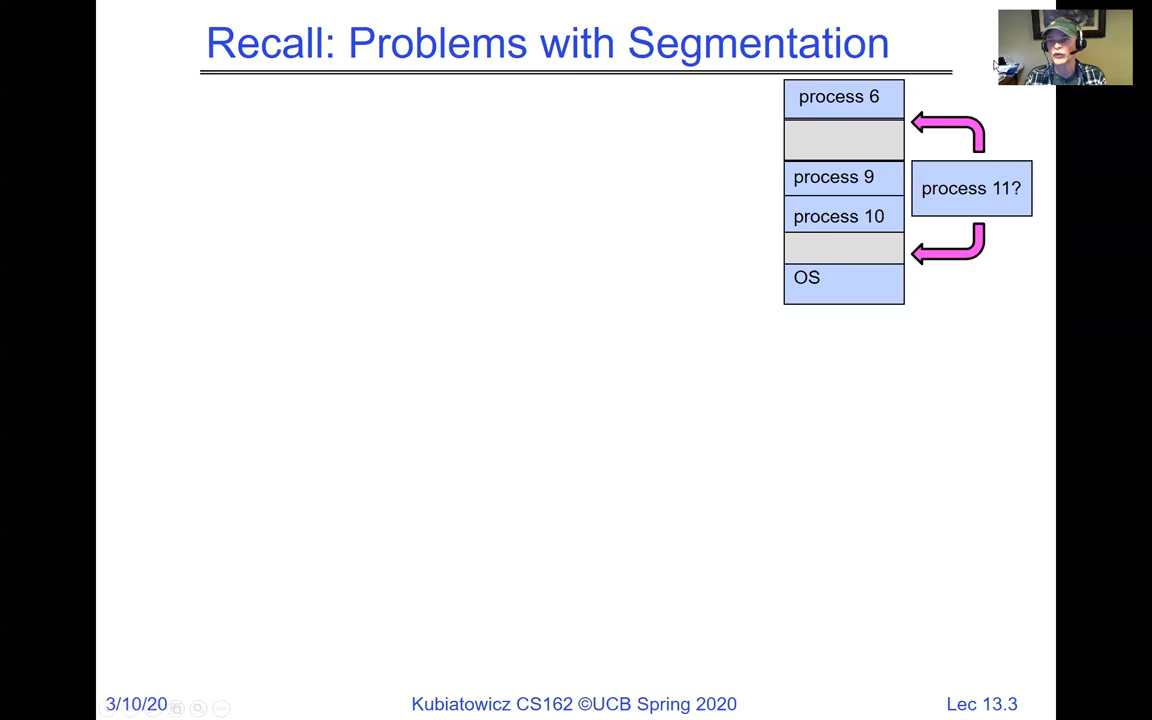 Recall: Problems with Segmentation
process 6
process 9
process 11?
process 10
OS
3/10/20
Kubiatowicz CS162 ©UCB Spring 2020
Lec 13.3